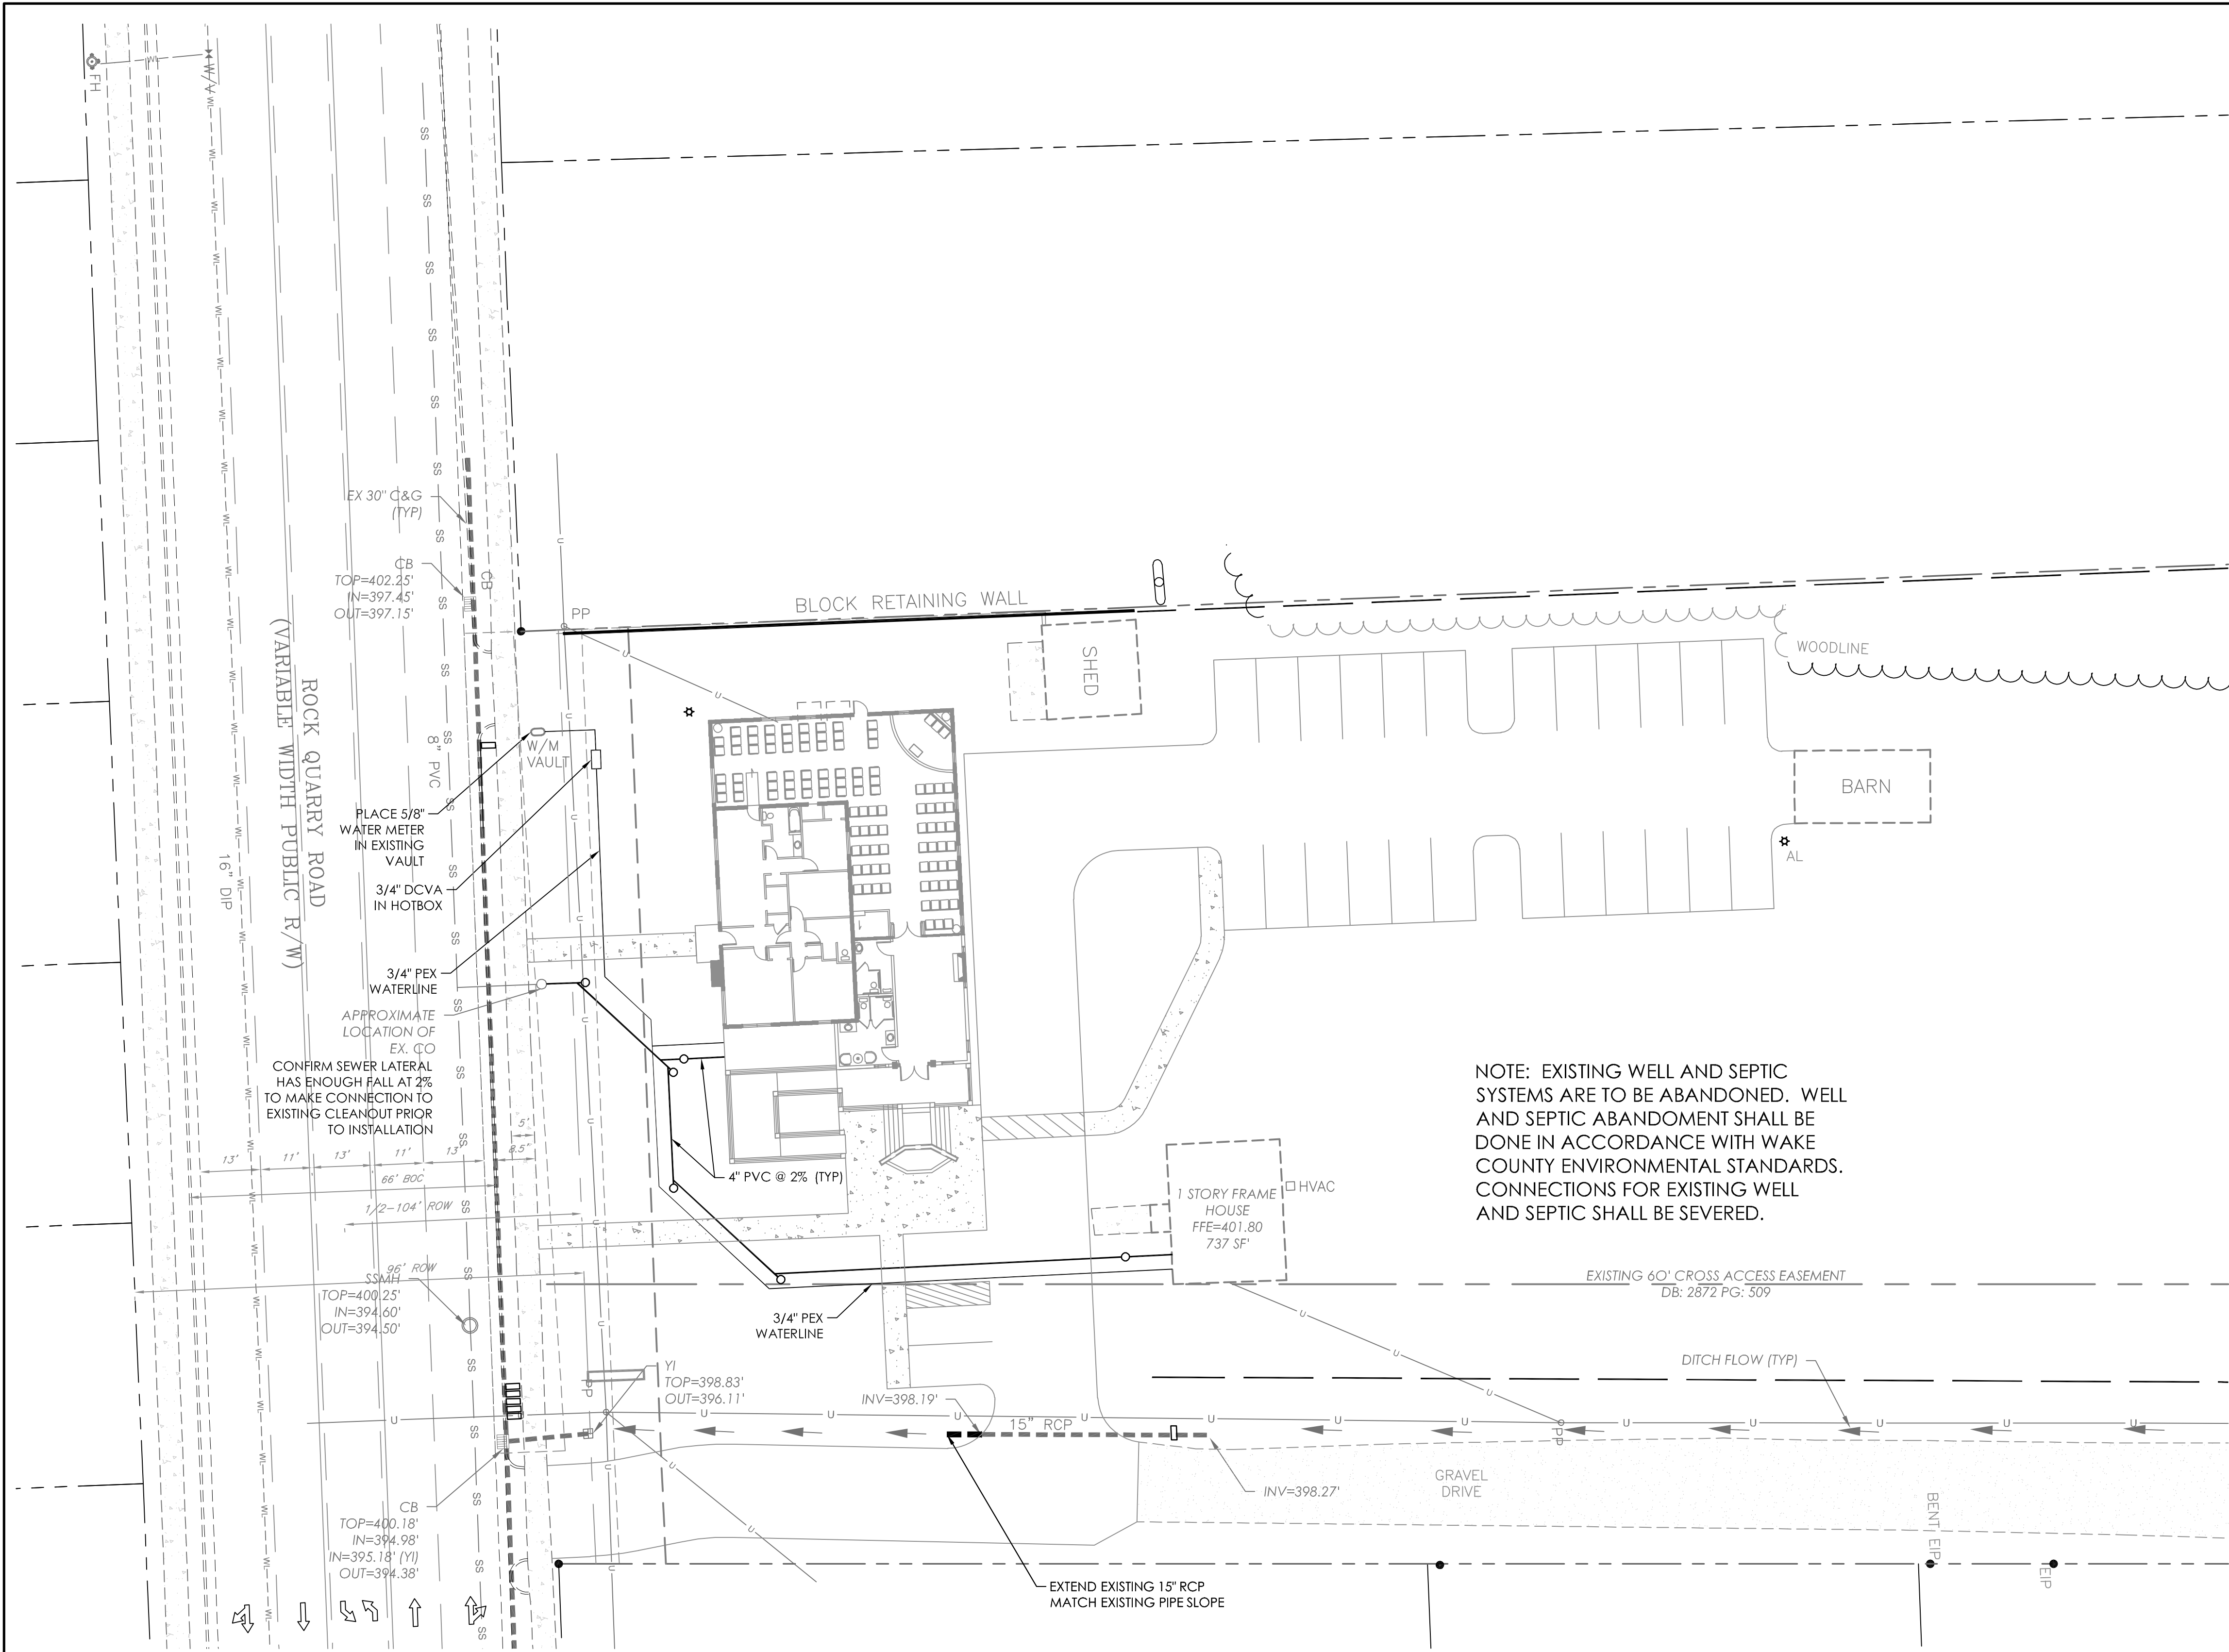 FH
W/V
EX 30" C&G
(TYP)
CB
TOP=402.25'
IN=397.45'
OUT=397.15'
CB
PP
BLOCK RETAINING WALL
SHED
WOODLINE
BARN
AL
ROCK QUARRY ROAD
(VARIABLE WIDTH PUBLIC R/W)
16" DIP
8" PVC
W/M
VAULT
PLACE 5/8"
WATER METER
IN EXISTING
VAULT
3/4" DCVA
IN HOTBOX
3/4" PEX
WATERLINE
APPROXIMATE
LOCATION OF
EX. CO
CONFIRM SEWER LATERAL
HAS ENOUGH FALL AT 2%
TO MAKE CONNECTION TO
EXISTING CLEANOUT PRIOR
TO INSTALLATION
5'
13'
11'
13'
11'
13'
8.5'
66' BOC
1/2-104' ROW
96' ROW
4" PVC @ 2% (TYP)
NOTE: EXISTING WELL AND SEPTIC
SYSTEMS ARE TO BE ABANDONED. WELL
AND SEPTIC ABANDOMENT SHALL BE
DONE IN ACCORDANCE WITH WAKE
COUNTY ENVIRONMENTAL STANDARDS.
CONNECTIONS FOR EXISTING WELL
AND SEPTIC SHALL BE SEVERED.
1 STORY FRAME
HOUSE
FFE=401.80
737 SF'
HVAC
SSMH
TOP=400.25'
IN=394.60'
OUT=394.50'
3/4" PEX
WATERLINE
EXISTING 60' CROSS ACCESS EASEMENT
DB: 2872 PG: 509
DITCH FLOW (TYP)
YI
TOP=398.83'
OUT=396.11'
INV=398.19'
15" RCP
PP
PP
INV=398.27'
GRAVEL
DRIVE
BENT EIP
EIP
CB
TOP=400.18'
IN=394.98'
IN=395.18' (YI)
OUT=394.38'
EXTEND EXISTING 15" RCP
MATCH EXISTING PIPE SLOPE